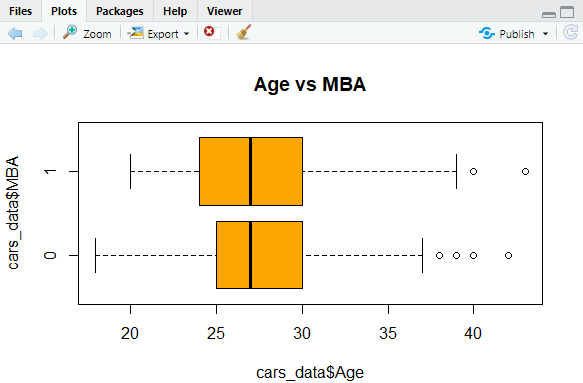 Files Plots Packages Help Viewer
Zoom Export Publish
Age vs MBA
cars_data$MBA
1
0
20 25 30 35 40
cars_data$Age